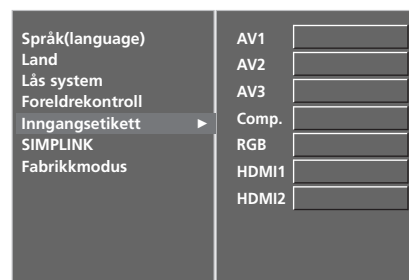 Språk(language)
Land
Lås system
Foreldrekontroll
Inngangsetikett ►
SIMPLINK
Fabrikkmodus
AV1
AV2
AV3
Comp.
RGB
HDMI1
HDMI2